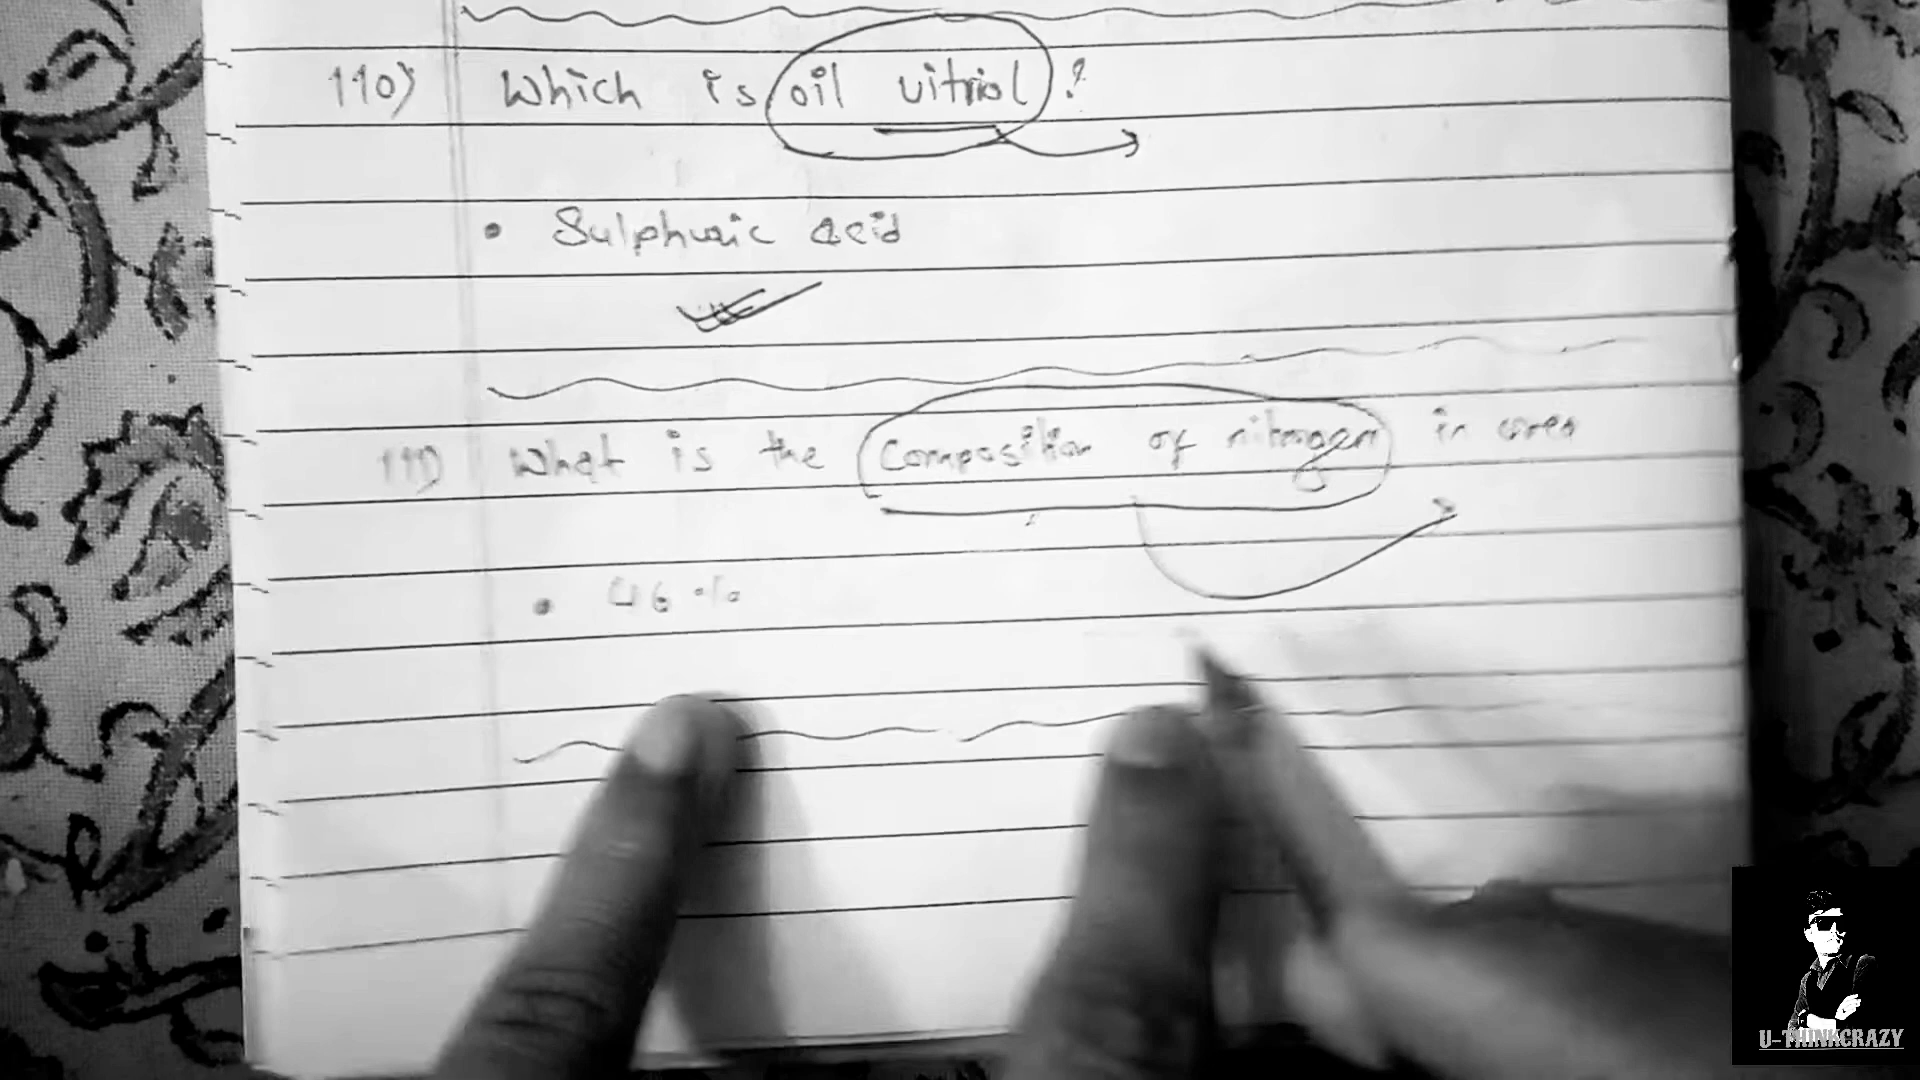 110) Which is oil vitriol?
• Sulphuric acid
111) What is the composition of nitrogen in urea
• 46%
U-THINKCRAZY